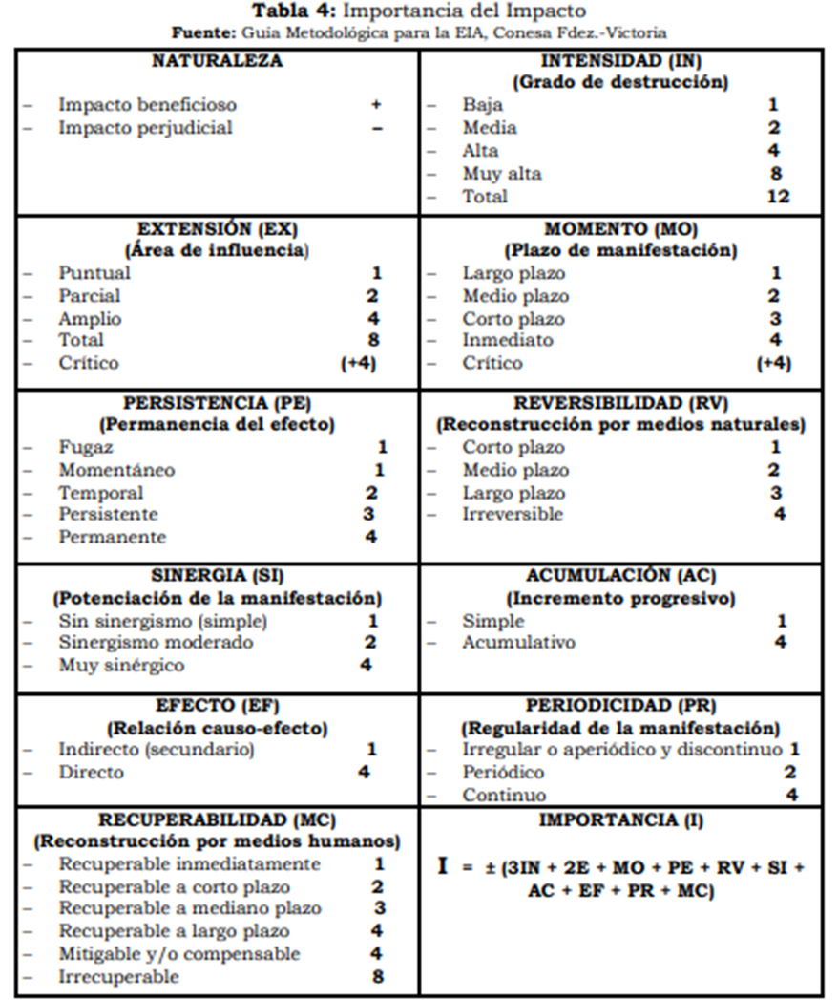 Tabla 4: Importancia del Impacto
Fuente: Guía Metodológica para la EIA, Conesa Fdez.-Victoria
NATURALEZA
– Impacto beneficioso +
– Impacto perjudicial –
INTENSIDAD (IN)
(Grado de destrucción)
– Baja 1
– Media 2
– Alta 4
– Muy alta 8
– Total 12
EXTENSIÓN (EX)
(Área de influencia)
– Puntual 1
– Parcial 2
– Amplio 4
– Total 8
– Crítico (+4)
MOMENTO (MO)
(Plazo de manifestación)
– Largo plazo 1
– Medio plazo 2
– Corto plazo 3
– Inmediato 4
– Crítico (+4)
PERSISTENCIA (PE)
(Permanencia del efecto)
– Fugaz 1
– Momentáneo 1
– Temporal 2
– Persistente 3
– Permanente 4
REVERSIBILIDAD (RV)
(Reconstrucción por medios naturales)
– Corto plazo 1
– Medio plazo 2
– Largo plazo 3
– Irreversible 4
SINERGIA (SI)
(Potenciación de la manifestación)
– Sin sinergismo (simple) 1
– Sinergismo moderado 2
– Muy sinérgico 4
ACUMULACIÓN (AC)
(Incremento progresivo)
– Simple 1
– Acumulativo 4
EFECTO (EF)
(Relación causo-efecto)
– Indirecto (secundario) 1
– Directo 4
PERIODICIDAD (PR)
(Regularidad de la manifestación)
– Irregular o aperiódico y discontinuo 1
– Periódico 2
– Continuo 4
RECUPERABILIDAD (MC)
(Reconstrucción por medios humanos)
– Recuperable inmediatamente 1
– Recuperable a corto plazo 2
– Recuperable a mediano plazo 3
– Recuperable a largo plazo 4
– Mitigable y/o compensable 4
– Irrecuperable 8
IMPORTANCIA (I)
I = ± (3IN + 2E + MO + PE + RV + SI +
AC + EF + PR + MC)